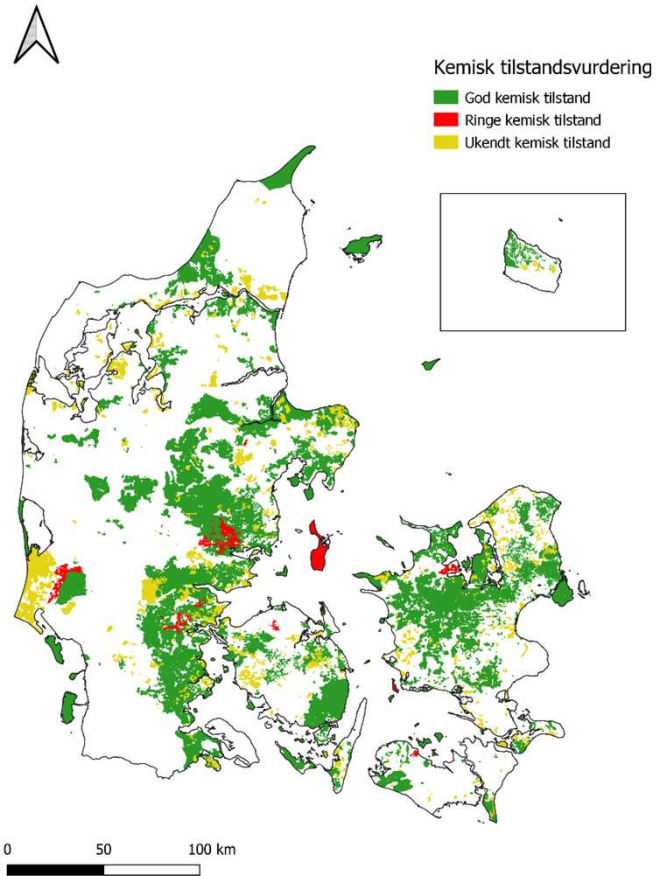 Kemisk tilstandsvurdering
God kemisk tilstand
Ringe kemisk tilstand
Ukendt kemisk tilstand
0 50 100 km